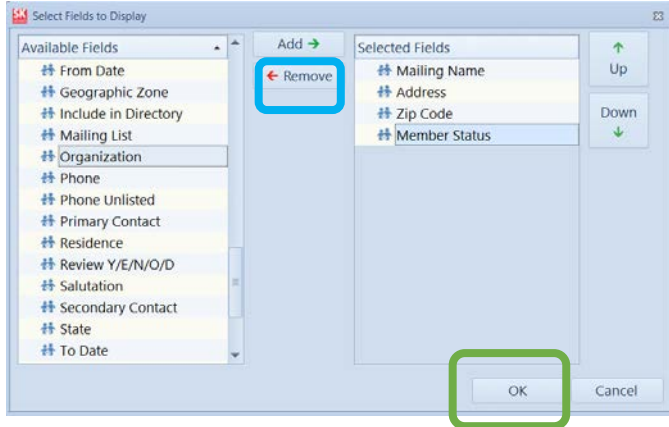 SK Select Fields to Display
Available Fields
From Date
Geographic Zone
Include in Directory
Mailing List
Organization
Phone
Phone Unlisted
Primary Contact
Residence
Review Y/E/N/O/D
Salutation
Secondary Contact
State
To Date
Add
Remove
Selected Fields
Mailing Name
Address
Zip Code
Member Status
Up
Down
OK
Cancel